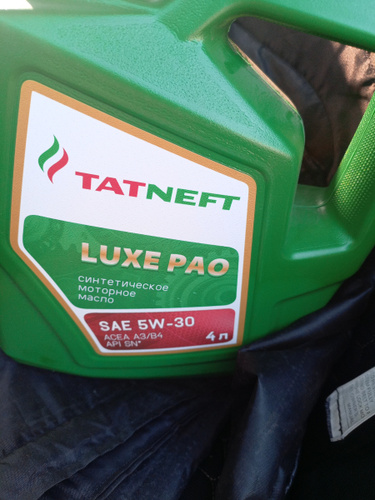 TATNEFT
LUXE PAO
синтетическое
моторное
масло
SAE 5W-30
ACEA A3/B4
API SN*
4 л